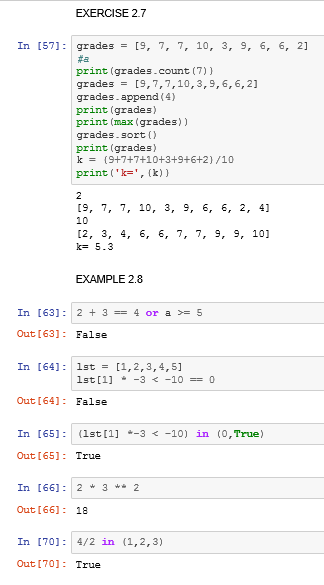 EXERCISE 2.7
In [57]: grades = [9, 7, 7, 10, 3, 9, 6, 6, 2]
#a
print(grades.count(7))
grades = [9,7,7,10,3,9,6,6,2]
grades.append(4)
print(grades)
print(max(grades))
grades.sort()
print(grades)
k = (9+7+7+10+3+9+6+2)/10
print('k=',(k))
2
[9, 7, 7, 10, 3, 9, 6, 6, 2, 4]
10
[2, 3, 4, 6, 6, 7, 7, 9, 9, 10]
k= 5.3
EXAMPLE 2.8
In [63]: 2 + 3 == 4 or a >= 5
Out[63]: False
In [64]: lst = [1,2,3,4,5]
lst[1] * -3 < -10 == 0
Out[64]: False
In [65]: (lst[1] *-3 < -10) in (0,True)
Out[65]: True
In [66]: 2 * 3 ** 2
Out[66]: 18
In [70]: 4/2 in (1,2,3)
Out[70]: True